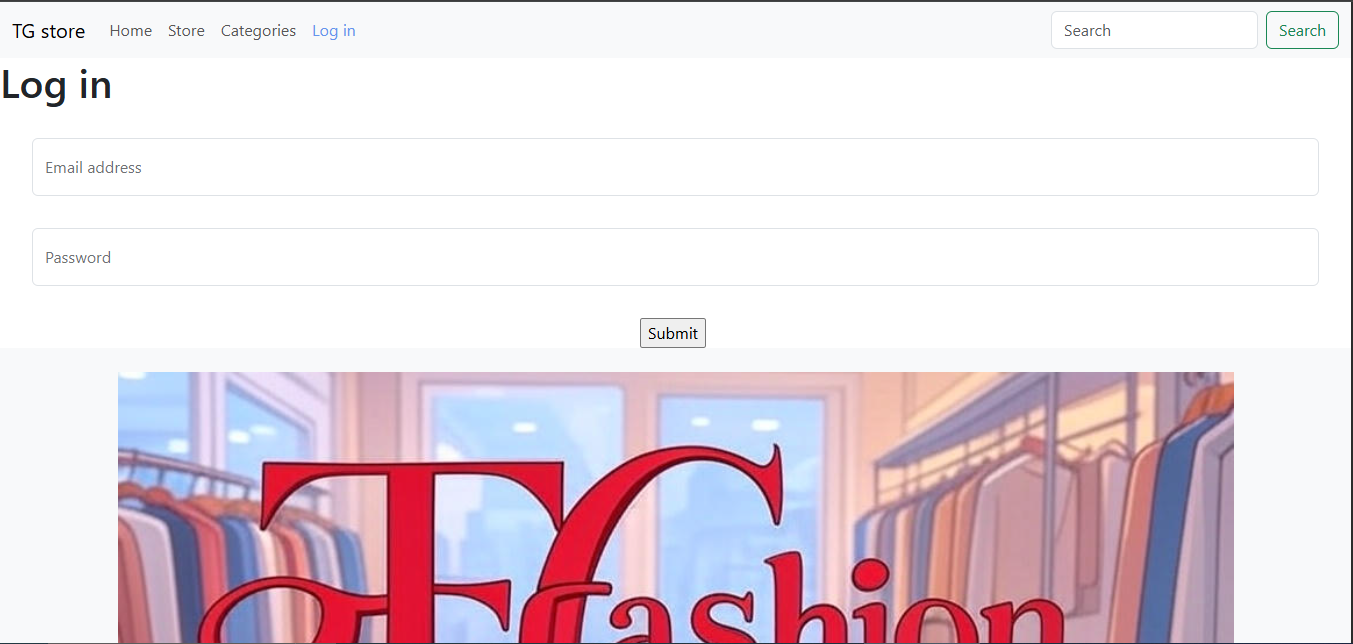 TG store Home Store Categories Log in Search Search
Log in
Email address
Password
Submit
TG
fashion